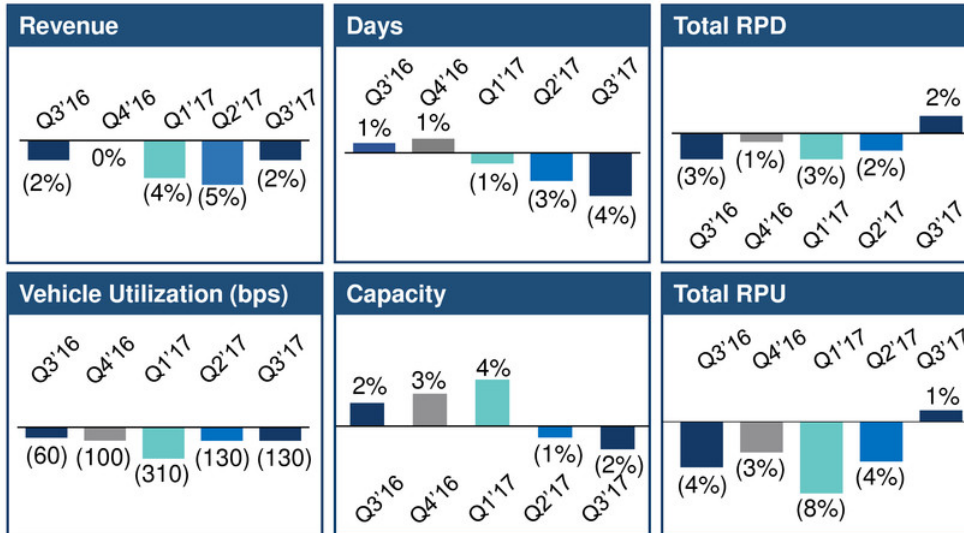 Revenue
Q3'16 Q4'16 Q1'17 Q2'17 Q3'17
(2%) 0% (4%) (5%) (2%)
Days
Q3'16 Q4'16 Q1'17 Q2'17 Q3'17
1% 1% (1%) (3%) (4%)
Total RPD
2%
(3%) (1%) (3%) (2%)
Q3'16 Q4'16 Q1'17 Q2'17 Q3'17
Vehicle Utilization (bps)
Q3'16 Q4'16 Q1'17 Q2'17 Q3'17
(60) (100) (310) (130) (130)
Capacity
2% 3% 4% (1%) (2%)
Q3'16 Q4'16 Q1'17 Q2'17 Q3'17
Total RPU
Q3'16 Q4'16 Q1'17 Q2'17 Q3'17
1%
(4%) (3%) (8%) (4%)